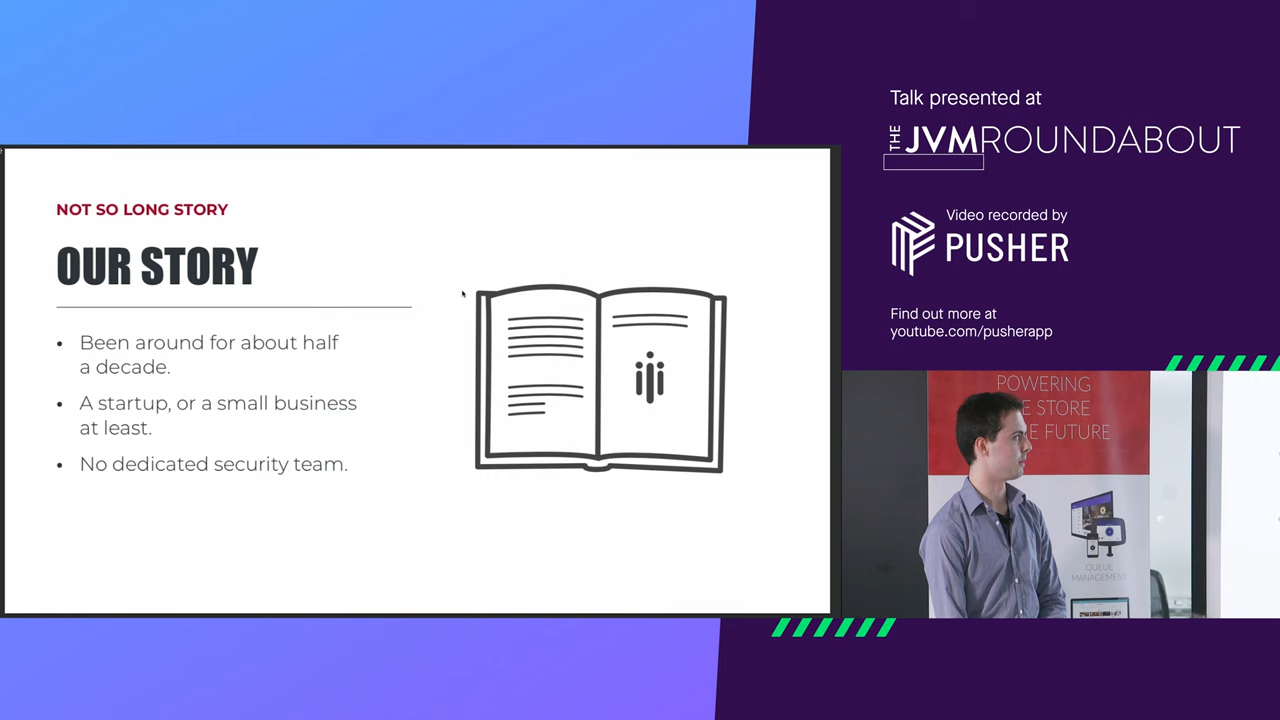 NOT SO LONG STORY
OUR STORY
• Been around for about half
a decade.
• A startup, or a small business
at least.
• No dedicated security team.
Talk presented at
THE JVMROUNDABOUT
Video recorded by
PUSHER
Find out more at
youtube.com/pusherapp
POWERING
E STORE
E FUTURE
QUEUE
MANAGEMENT